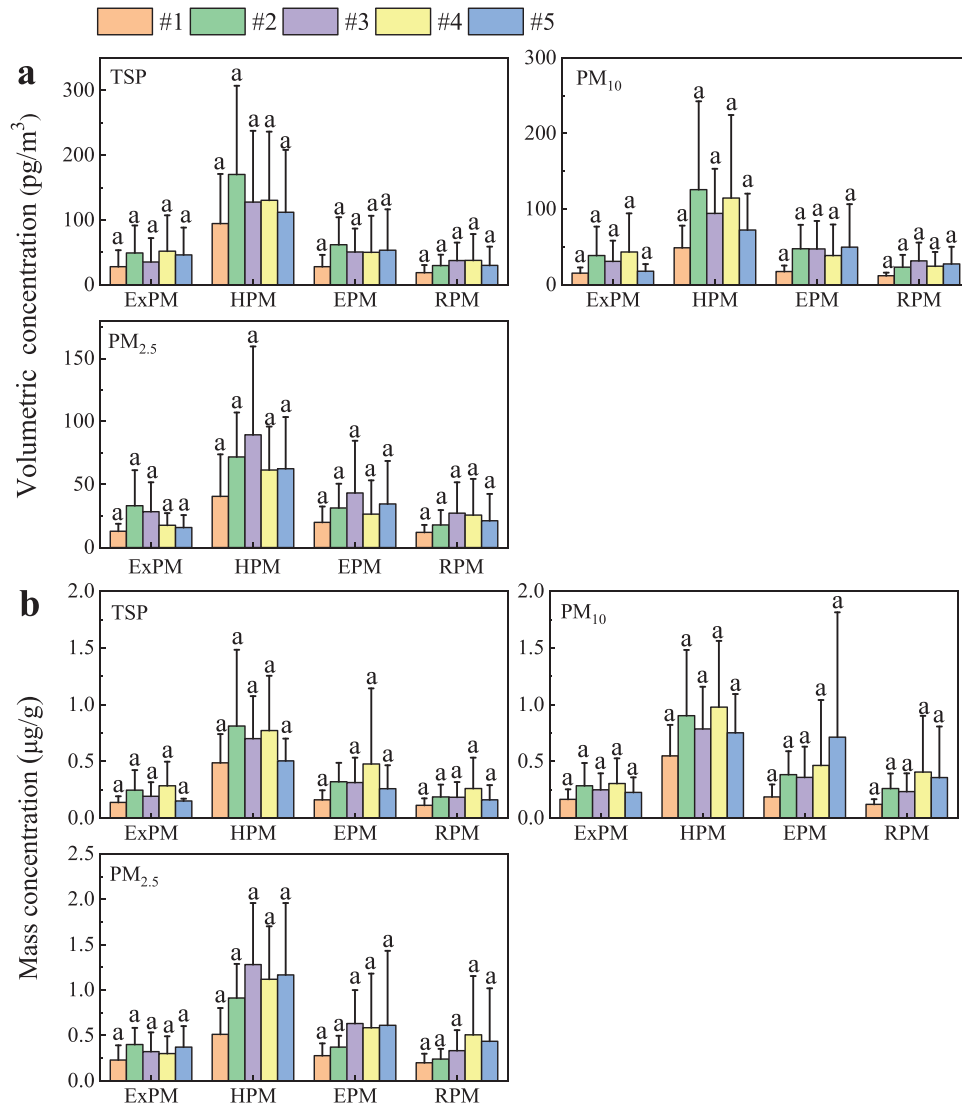 #1 #2 #3 #4 #5
a
Volumetric concentration (pg/m³)
TSP
300
200
100
0
a a a a a a a a a a a a a a a a a a a a
ExPM HPM EPM RPM
PM₁₀
300
200
100
0
a a a a a a a a a a a a a a a a a a a a
ExPM HPM EPM RPM
PM₂.₅
150
100
50
0
a a a a a a a a a a a a a a a a a a a a
ExPM HPM EPM RPM
b
Mass concentration (μg/g)
TSP
2.0
1.5
1.0
0.5
0.0
a a a a a a a a a a a a a a a a a a a a
ExPM HPM EPM RPM
PM₁₀
2.0
1.5
1.0
0.5
0.0
a a a a a a a a a a a a a a a a a a a a
ExPM HPM EPM RPM
PM₂.₅
2.5
2.0
1.5
1.0
0.5
0.0
a a a a a a a a a a a a a a a a a a a a
ExPM HPM EPM RPM